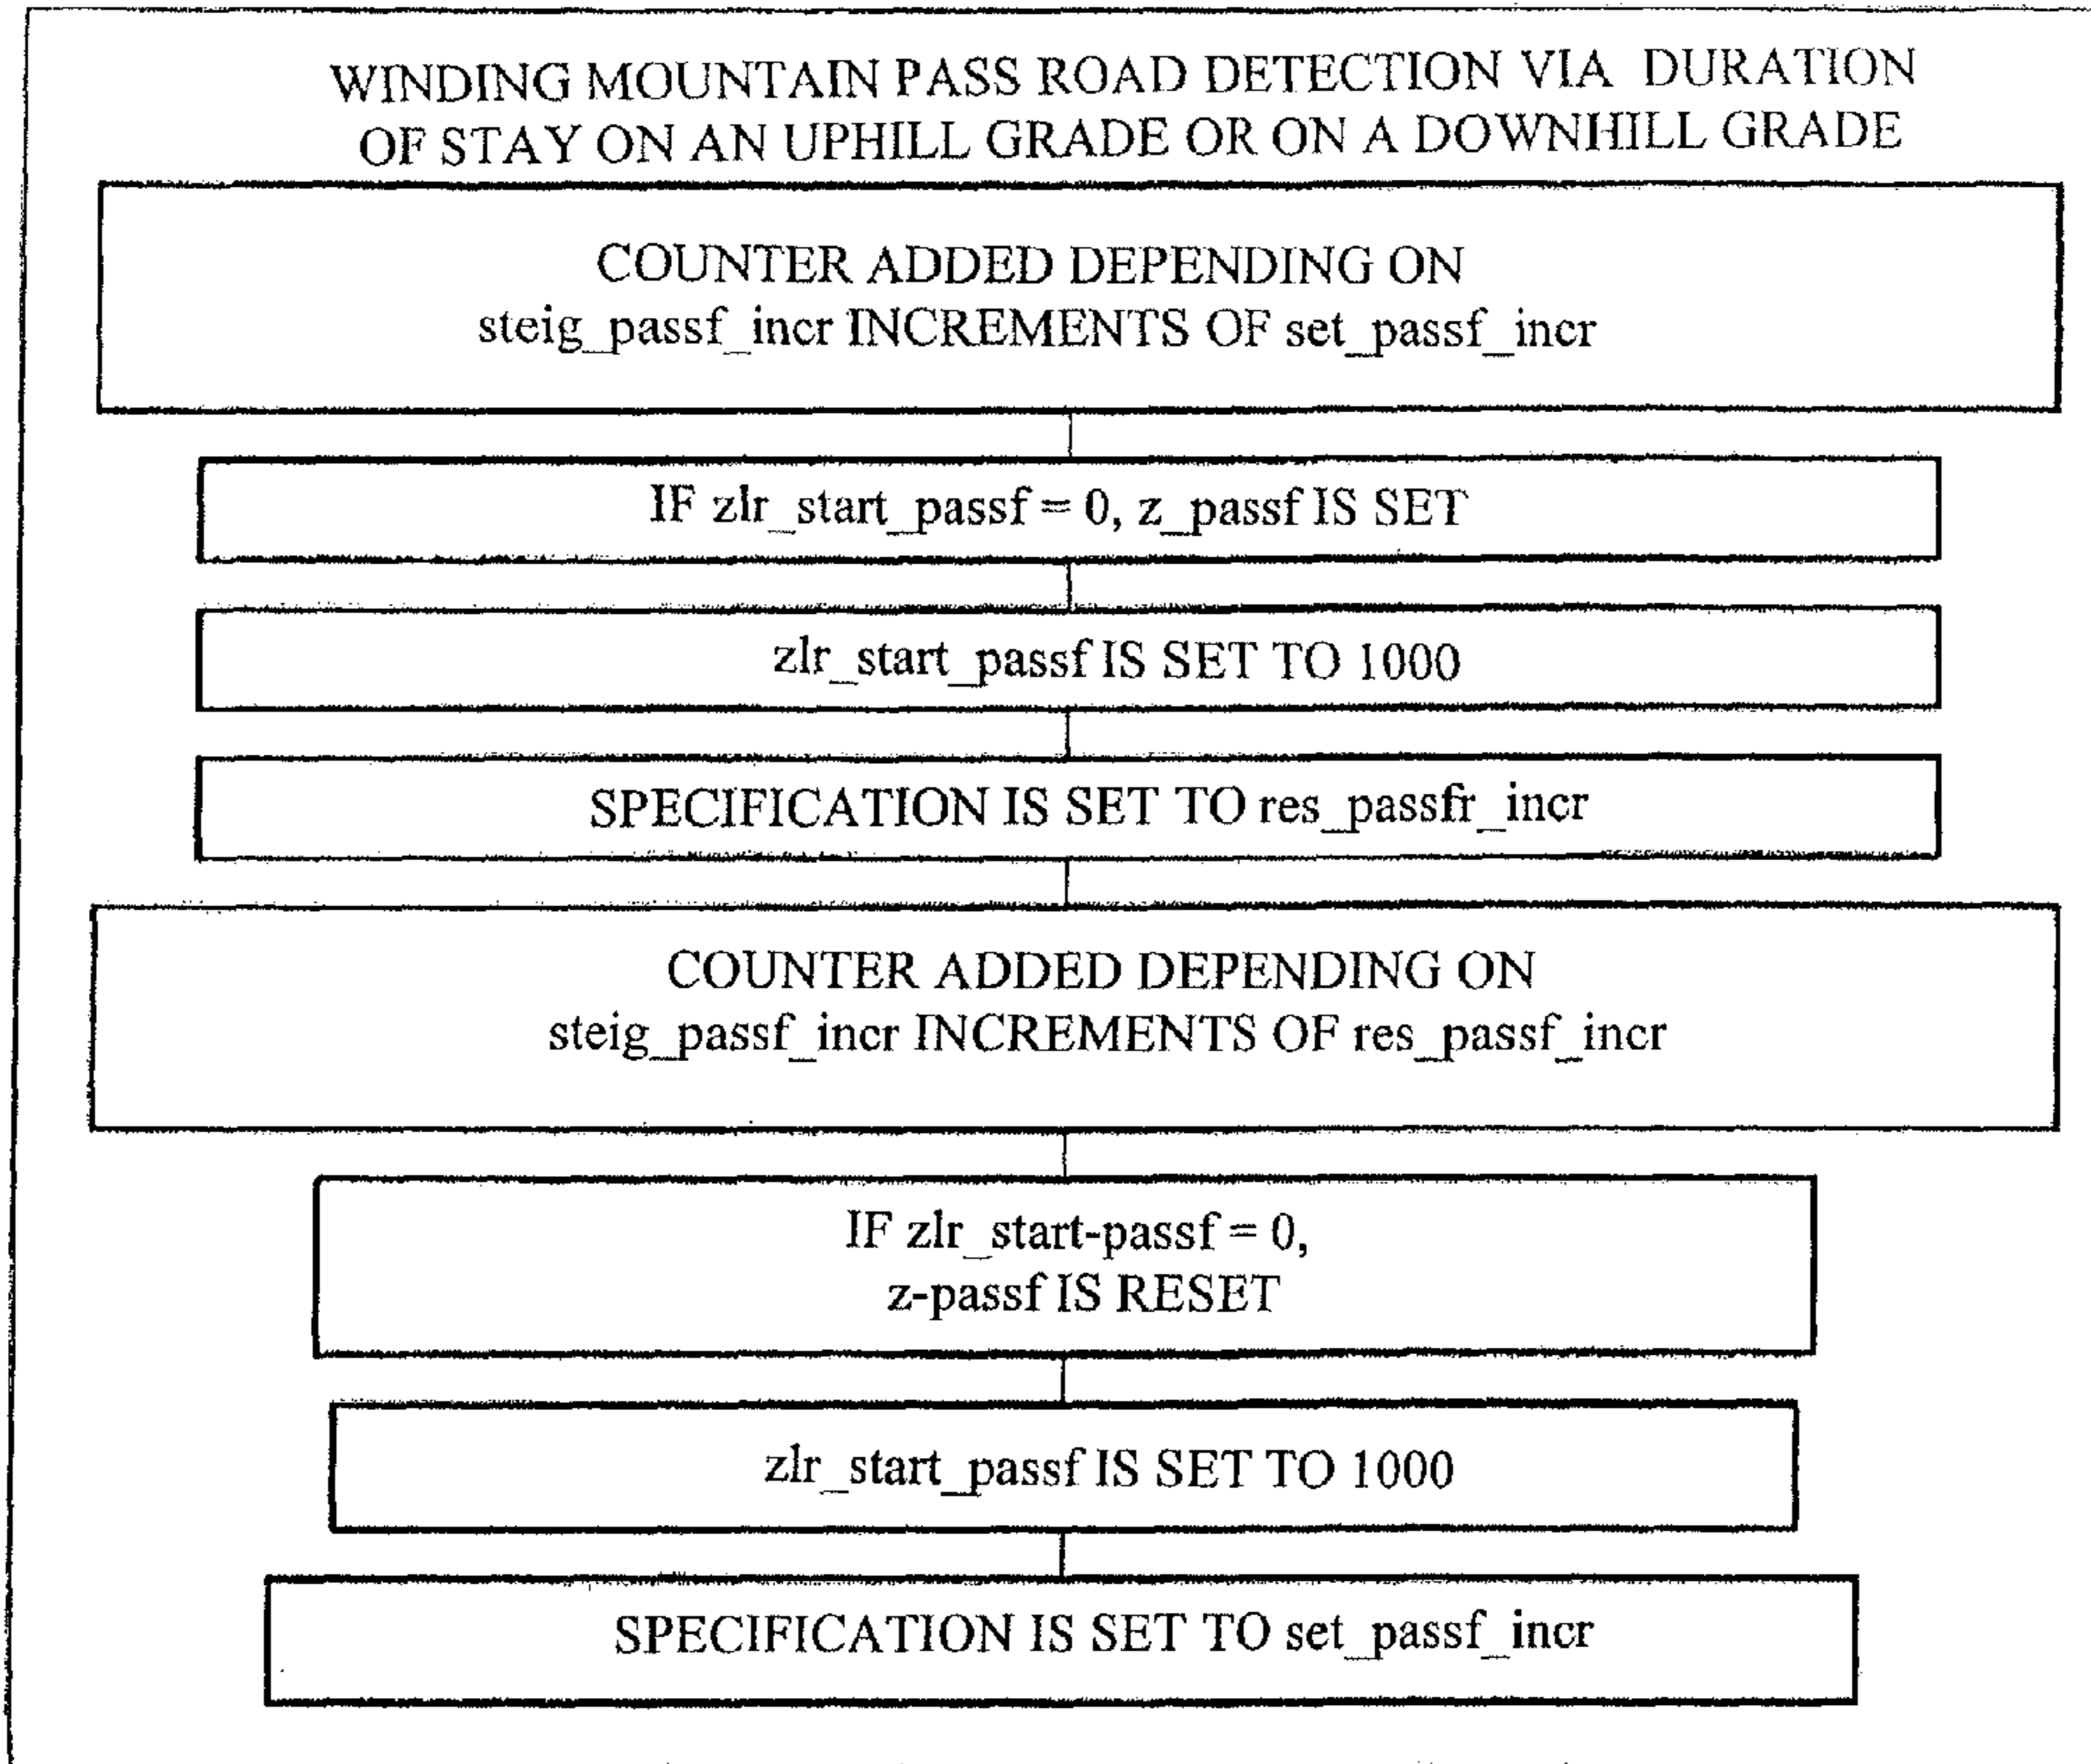 WINDING MOUNTAIN PASS ROAD DETECTION VIA DURATION
OF STAY ON AN UPHILL GRADE OR ON A DOWNHILL GRADE
COUNTER ADDED DEPENDING ON
steig_passf_incr INCREMENTS OF set_passf_incr
IF zlr_start_passf = 0, z_passf IS SET
zlr_start_passf IS SET TO 1000
SPECIFICATION IS SET TO res_passfr_incr
COUNTER ADDED DEPENDING ON
steig_passf_incr INCREMENTS OF res_passf_incr
IF zlr_start-passf = 0,
z-passf IS RESET
zlr_start_passf IS SET TO 1000
SPECIFICATION IS SET TO set_passf_incr